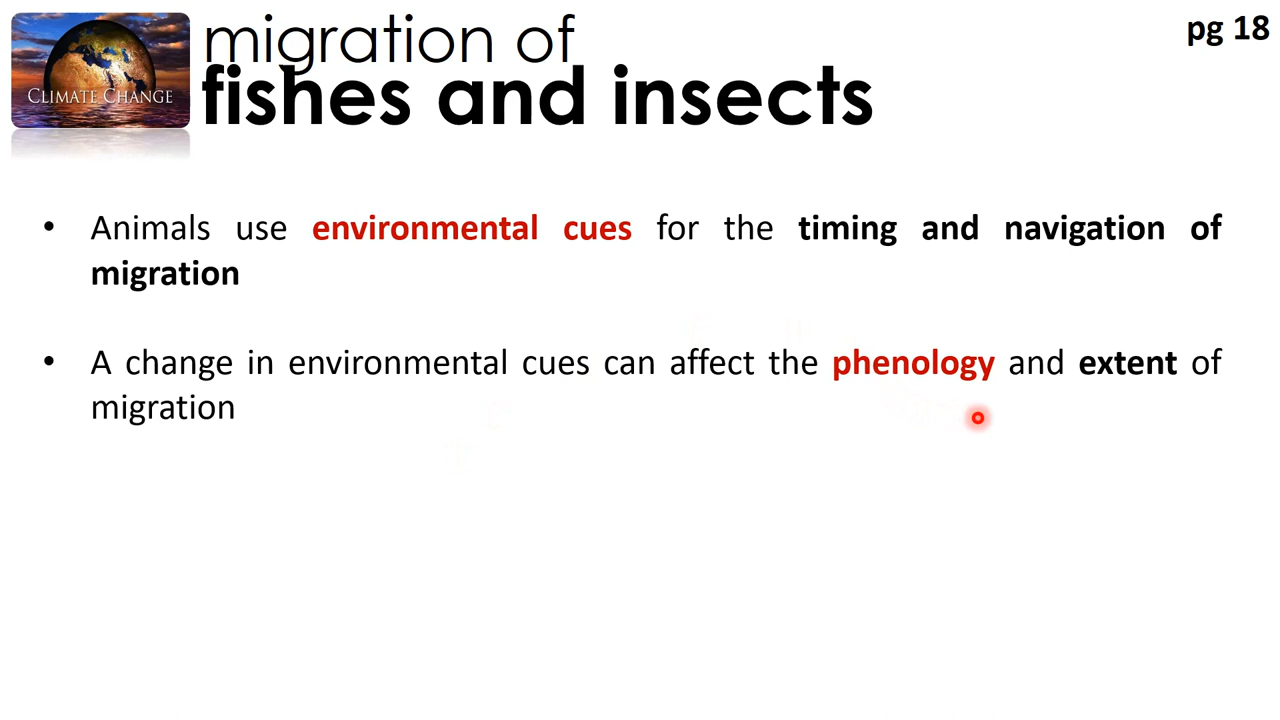 pg 18
migration of
fishes and insects
CLIMATE CHANGE
• Animals use environmental cues for the timing and navigation of
migration
• A change in environmental cues can affect the phenology and extent of
migration